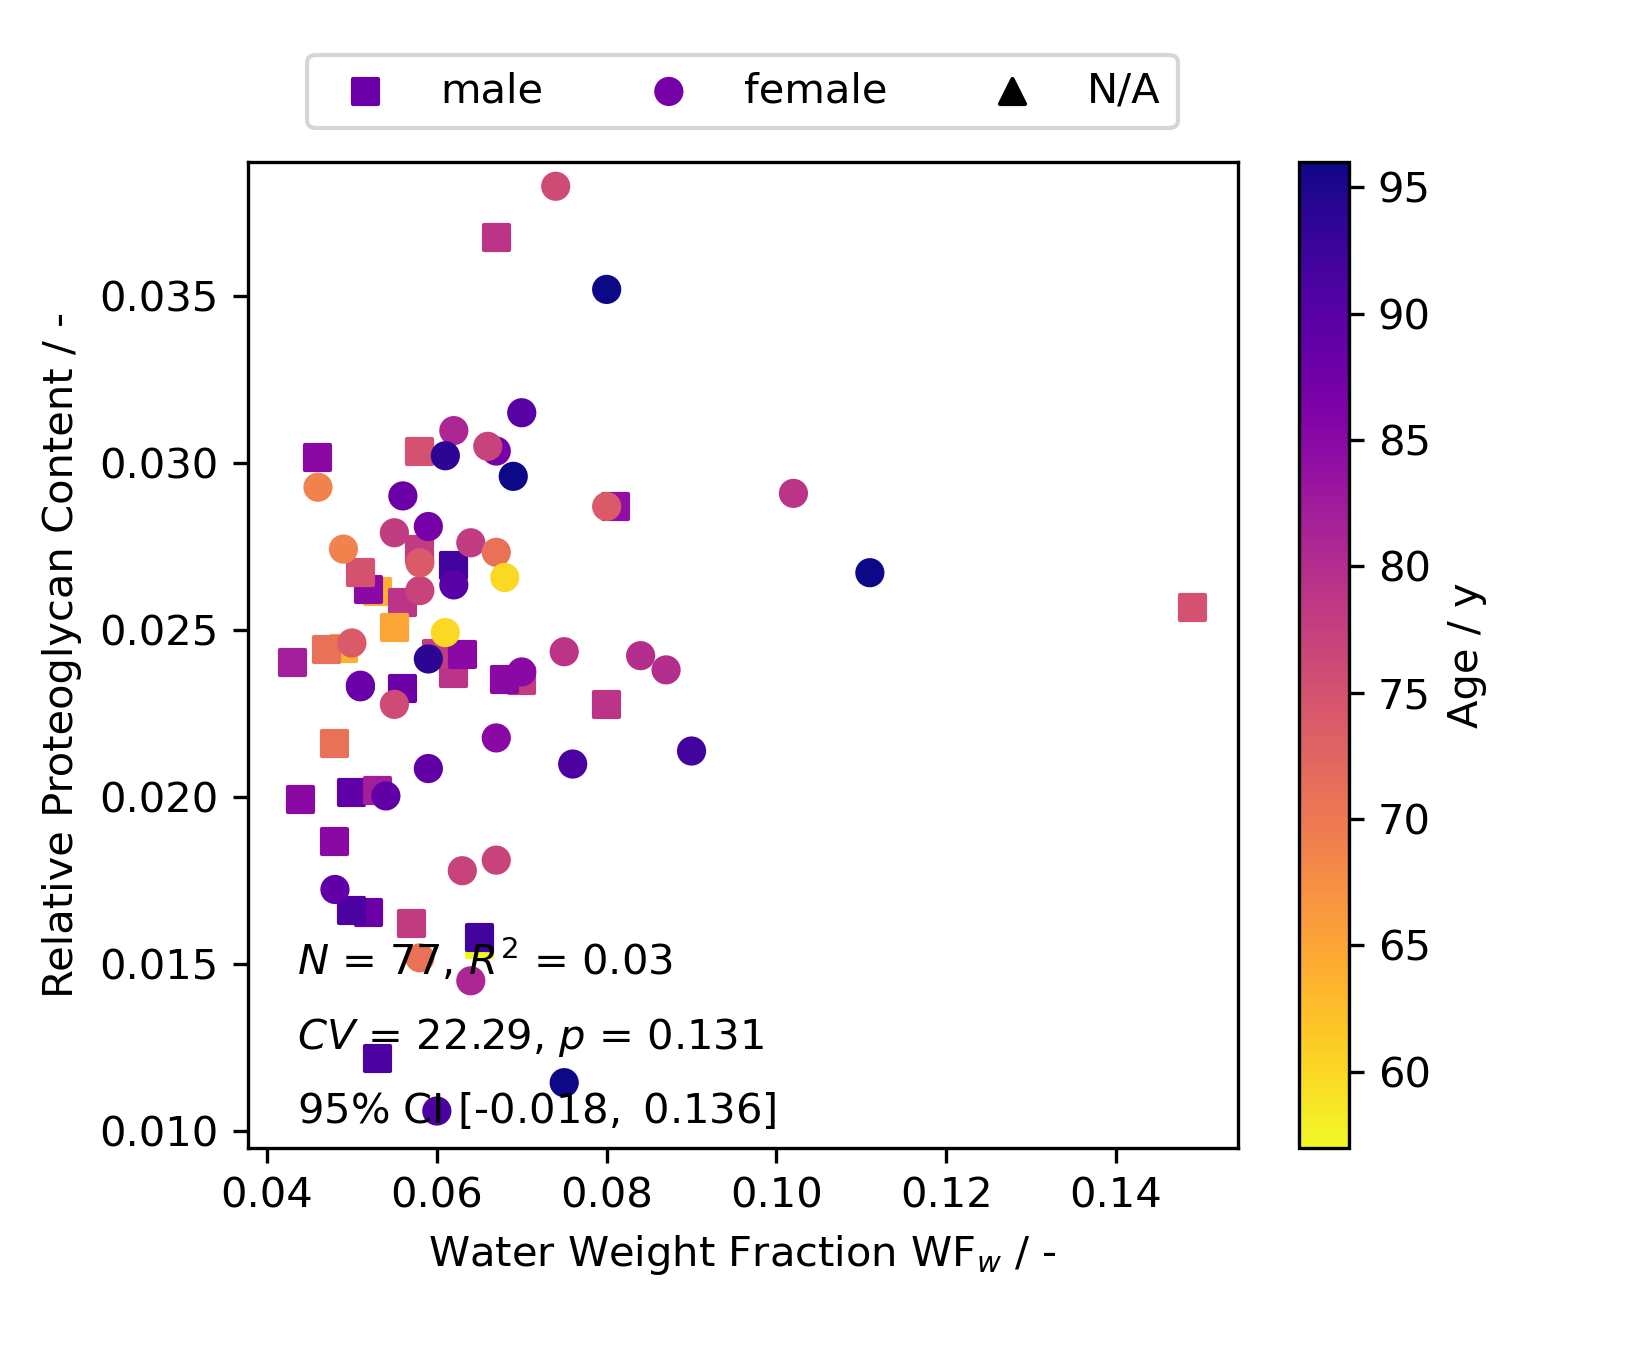 male female N/A
0.035
0.030
0.025
0.020
0.015
0.010
Relative Proteoglycan Content / -
N = 77, R² = 0.03
CV = 22.29, p = 0.131
95% CI [-0.018, 0.136]
0.04 0.06 0.08 0.10 0.12 0.14
Water Weight Fraction WF_w / -
95
90
85
80
75
70
65
60
Age / y